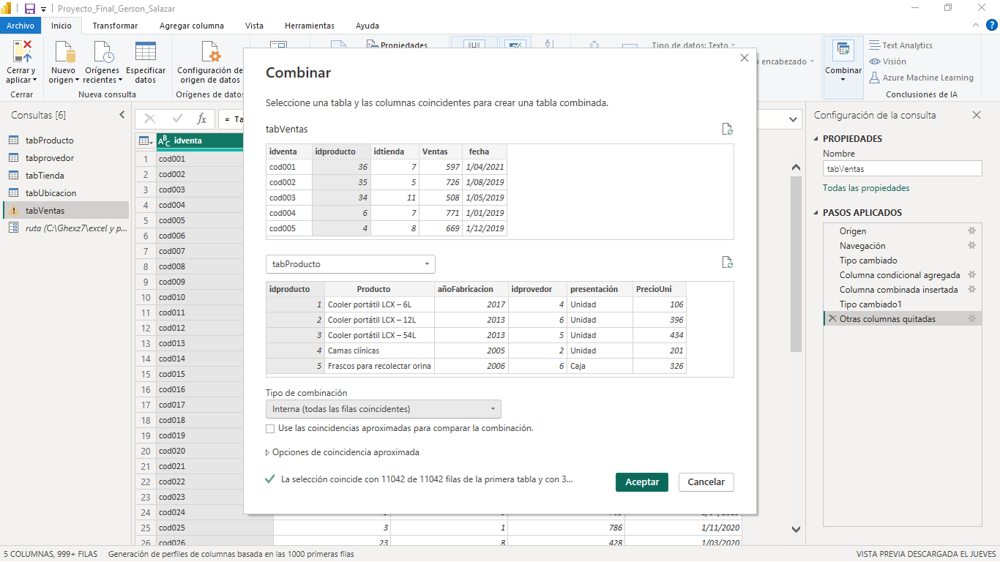 Proyecto_Final_Gerson_Salazar
Archivo Inicio Transformar Agregar columna Vista Herramientas Ayuda
Cerrar y aplicar
Cerrar
Nuevo origen
Orígenes recientes
Especificar datos
Nueva consulta
Configuración de origen de datos
Orígenes de datos
Propiedades
Tipo de datos: Texto
o encabezado
Combinar
Text Analytics
Visión
Azure Machine Learning
Conclusiones de IA
Consultas [6]
tabProducto
tabprovedor
tabTienda
tabUbicacion
tabVentas
ruta (C:\Ghexz7\excel y p...
fx
= Ta
ABC idventa
1 cod001
2 cod002
3 cod003
4 cod004
5 cod005
6 cod006
7 cod007
8 cod008
9 cod009
10 cod010
11 cod011
12 cod012
13 cod013
14 cod014
15 cod015
16 cod016
17 cod017
18 cod018
19 cod019
20 cod020
21 cod021
22 cod022
23 cod023
24 cod024
25 cod025 3 1 786 1/11/2020
26 cod026 23 8 428 1/03/2020
Combinar
Seleccione una tabla y las columnas coincidentes para crear una tabla combinada.
tabVentas
idventa idproducto idtienda Ventas fecha
cod001 36 7 597 1/04/2021
cod002 35 5 726 1/08/2019
cod003 34 11 508 1/05/2019
cod004 6 7 771 1/01/2019
cod005 4 8 669 1/12/2019
tabProducto
idproducto Producto añoFabricacion idprovedor presentación PrecioUni
1 Cooler portátil LCX – 6L 2017 4 Unidad 106
2 Cooler portátil LCX – 12L 2013 6 Unidad 396
3 Cooler portátil LCX – 54L 2013 5 Unidad 434
4 Camas clínicas 2005 2 Unidad 201
5 Frascos para recolectar orina 2006 6 Caja 326
Tipo de combinación
Interna (todas las filas coincidentes)
Use las coincidencias aproximadas para comparar la combinación.
Opciones de coincidencia aproximada
La selección coincide con 11042 de 11042 filas de la primera tabla y con 3...
Aceptar Cancelar
Configuración de la consulta
PROPIEDADES
Nombre
tabVentas
Todas las propiedades
PASOS APLICADOS
Origen
Navegación
Tipo cambiado
Columna condicional agregada
Columna combinada insertada
Tipo cambiado1
Otras columnas quitadas
5 COLUMNAS, 999+ FILAS Generación de perfiles de columnas basada en las 1000 primeras filas VISTA PREVIA DESCARGADA EL JUEVES